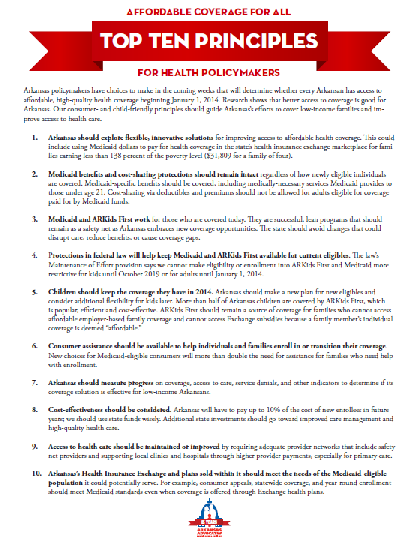 AFFORDABLE COVERAGE FOR ALL
TOP TEN PRINCIPLES
FOR HEALTH POLICYMAKERS
Arkansas policymakers have choices to make in the coming weeks that will determine whether every Arkansan has access to
affordable, high-quality health coverage beginning January 1, 2014. Research shows that better access to coverage is good for
Arkansas. Our consumer- and child-friendly principles should guide Arkansas's efforts to cover low-income families and im-
prove access to health care.
1. Arkansas should explore flexible, innovative solutions for improving access to affordable health coverage. This could
include using Medicaid dollars to pay for health coverage in the state's health insurance exchange marketplace for fami-
lies earning less than 138 percent of the poverty level ($31,809 for a family of four).
2. Medicaid benefits and cost-sharing protections should remain intact regardless of how newly eligible individuals
are covered. Medicaid-specific benefits should be covered, including medically-necessary services Medicaid provides to
those under age 21. Cost-sharing via deductibles and premiums should not be allowed for adults eligible for coverage
paid for by Medicaid funds.
3. Medicaid and ARKids First work for those who are covered today. They are successful, lean programs that should
remain as a safety net as Arkansas embraces new coverage opportunities. The state should avoid changes that could
disrupt care, reduce benefits, or cause coverage gaps.
4. Protections in federal law will help keep Medicaid and ARKids First available for current eligibles. The law's
Maintenance of Effort provision says we cannot make eligibility or enrollment into ARKids First and Medicaid more
restrictive for kids until October 2019 or for adults until January 1, 2014.
5. Children should keep the coverage they have in 2014. Arkansas should make a new plan for new eligibles and
consider additional flexibility for kids later. More than half of Arkansas children are covered by ARKids First, which
is popular, efficient and cost-effective. ARKids First should remain a source of coverage for families who cannot access
affordable employer-based family coverage and cannot access Exchange subsidies because a family member's individual
coverage is deemed "affordable."
6. Consumer assistance should be available to help individuals and families enroll in or transition their coverage.
New choices for Medicaid-eligible consumers will more than double the need for assistance for families who need help
with enrollment.
7. Arkansas should measure progress on coverage, access to care, service denials, and other indicators to determine if its
coverage solution is effective for low-income Arkansans.
8. Cost-effectiveness should be considered. Arkansas will have to pay up to 10% of the cost of new enrollees in future
years; we should use state funds wisely. Additional state investments should go toward improved care management and
high-quality health care.
9. Access to health care should be maintained or improved by requiring adequate provider networks that include safety
net providers and supporting local clinics and hospitals through higher provider payments, especially for primary care.
10. Arkansas's Health Insurance Exchange and plans sold within it should meet the needs of the Medicaid-eligible
population it could potentially serve. For example, consumer appeals, statewide coverage, and year-round enrollment
should meet Medicaid standards even when coverage is offered through Exchange health plans.
ARKANSAS
ADVOCATES